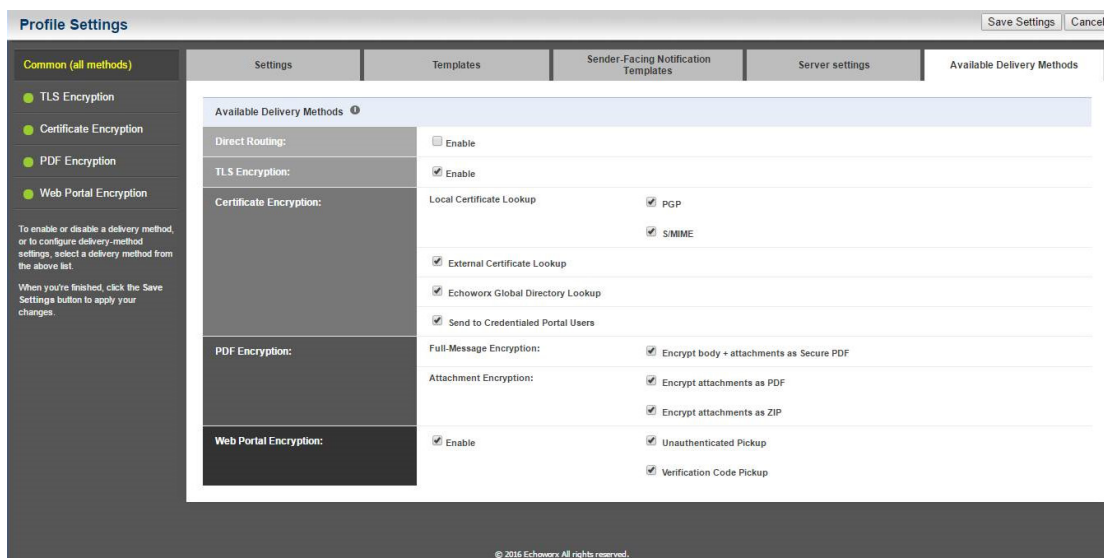 Profile Settings
Save Settings
Cancel
Common (all methods)
Settings
Templates
Sender-Facing Notification
Templates
Server settings
Available Delivery Methods
TLS Encryption
Certificate Encryption
PDF Encryption
Web Portal Encryption
To enable or disable a delivery method,
or to configure delivery-method
settings, select a delivery method from
the above list.
When you're finished, click the Save
Settings button to apply your
changes.
Available Delivery Methods
Direct Routing:
Enable
TLS Encryption:
Enable
Certificate Encryption:
Local Certificate Lookup
PGP
S/MIME
External Certificate Lookup
Echoworx Global Directory Lookup
Send to Credentialed Portal Users
PDF Encryption:
Full-Message Encryption:
Encrypt body + attachments as Secure PDF
Attachment Encryption:
Encrypt attachments as PDF
Encrypt attachments as ZIP
Web Portal Encryption:
Enable
Unauthenticated Pickup
Verification Code Pickup
© 2016 Echoworx All rights reserved.